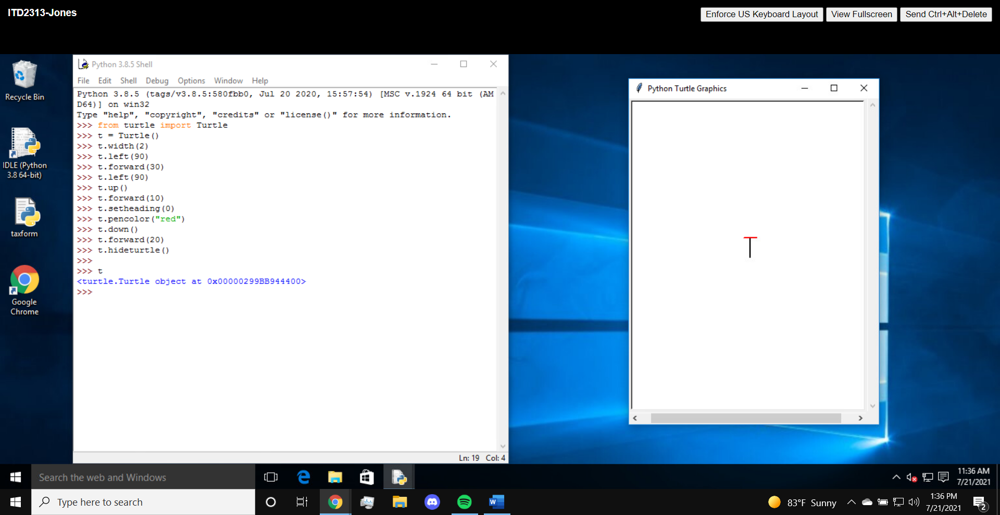 ITD2313-Jones
Enforce US Keyboard Layout
View Fullscreen
Send Ctrl+Alt+Delete
Recycle Bin
IDLE (Python
3.8 64-bit)
taxform
Google
Chrome
Python 3.8.5 Shell
File Edit Shell Debug Options Window Help
Python 3.8.5 (tags/v3.8.5:580fbb0, Jul 20 2020, 15:57:54) [MSC v.1924 64 bit (AM
D64)] on win32
Type "help", "copyright", "credits" or "license()" for more information.
>>> from turtle import Turtle
>>> t = Turtle()
>>> t.width(2)
>>> t.left(90)
>>> t.forward(30)
>>> t.left(90)
>>> t.up()
>>> t.forward(10)
>>> t.setheading(0)
>>> t.pencolor("red")
>>> t.down()
>>> t.forward(20)
>>> t.hideturtle()
>>>
>>> t
<turtle.Turtle object at 0x00000299BB944400>
>>>
Ln: 19 Col: 4
Python Turtle Graphics
Search the web and Windows
11:36 AM
7/21/2021
Type here to search
W
83°F Sunny
1:36 PM
7/21/2021
2